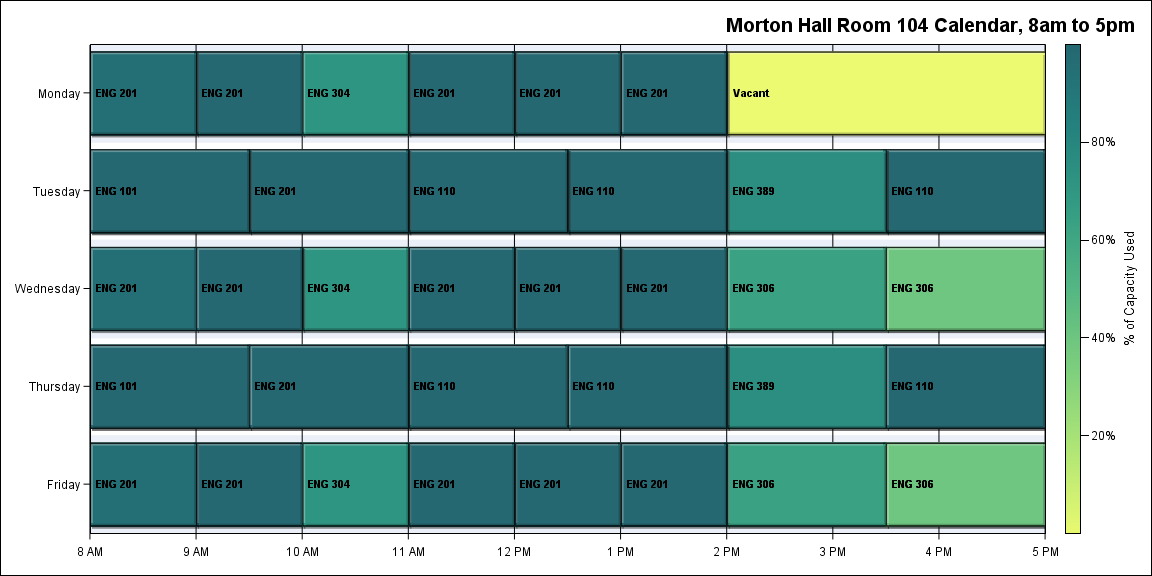 Morton Hall Room 104 Calendar, 8am to 5pm
Monday
ENG 201
ENG 201
ENG 304
ENG 201
ENG 201
ENG 201
Vacant
Tuesday
ENG 101
ENG 201
ENG 110
ENG 110
ENG 389
ENG 110
Wednesday
ENG 201
ENG 201
ENG 304
ENG 201
ENG 201
ENG 201
ENG 306
ENG 306
Thursday
ENG 101
ENG 201
ENG 110
ENG 110
ENG 389
ENG 110
Friday
ENG 201
ENG 201
ENG 304
ENG 201
ENG 201
ENG 201
ENG 306
ENG 306
8 AM
9 AM
10 AM
11 AM
12 PM
1 PM
2 PM
3 PM
4 PM
5 PM
80%
60%
40%
20%
% of Capacity Used